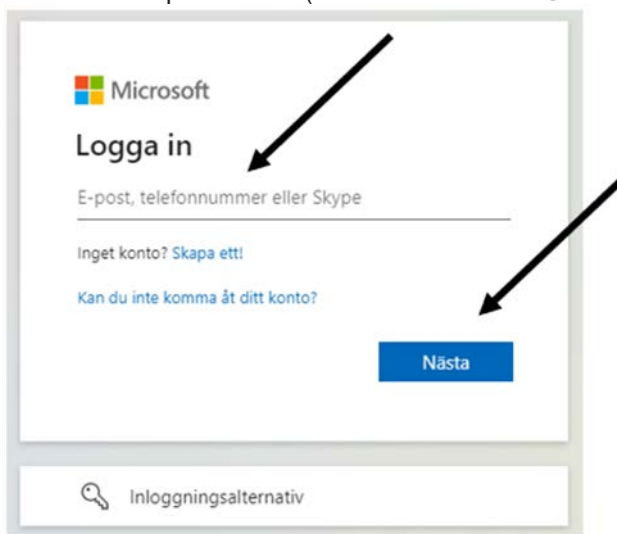 Microsoft
Logga in
E-post, telefonnummer eller Skype
Inget konto? Skapa ett!
Kan du inte komma åt ditt konto?
Nästa
Inloggningsalternativ